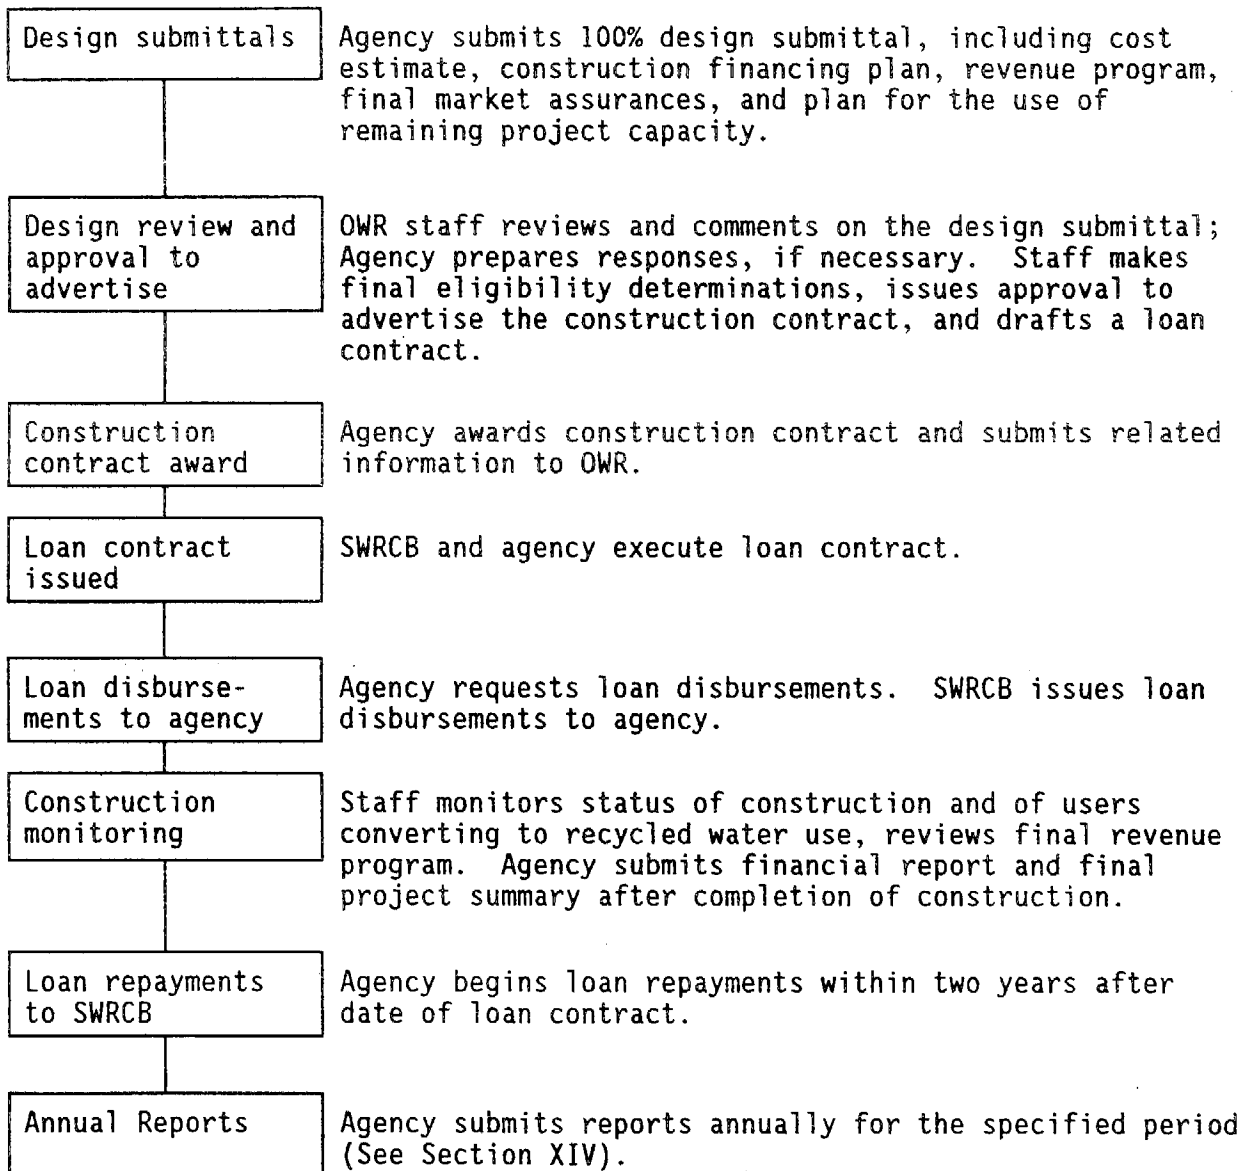 Design submittals
Agency submits 100% design submittal, including cost
estimate, construction financing plan, revenue program,
final market assurances, and plan for the use of
remaining project capacity.
Design review and
approval to
advertise
OWR staff reviews and comments on the design submittal;
Agency prepares responses, if necessary. Staff makes
final eligibility determinations, issues approval to
advertise the construction contract, and drafts a loan
contract.
Construction
contract award
Agency awards construction contract and submits related
information to OWR.
Loan contract
issued
SWRCB and agency execute loan contract.
Loan disburse-
ments to agency
Agency requests loan disbursements. SWRCB issues loan
disbursements to agency.
Construction
monitoring
Staff monitors status of construction and of users
converting to recycled water use, reviews final revenue
program. Agency submits financial report and final
project summary after completion of construction.
Loan repayments
to SWRCB
Agency begins loan repayments within two years after
date of loan contract.
Annual Reports
Agency submits reports annually for the specified period
(See Section XIV).